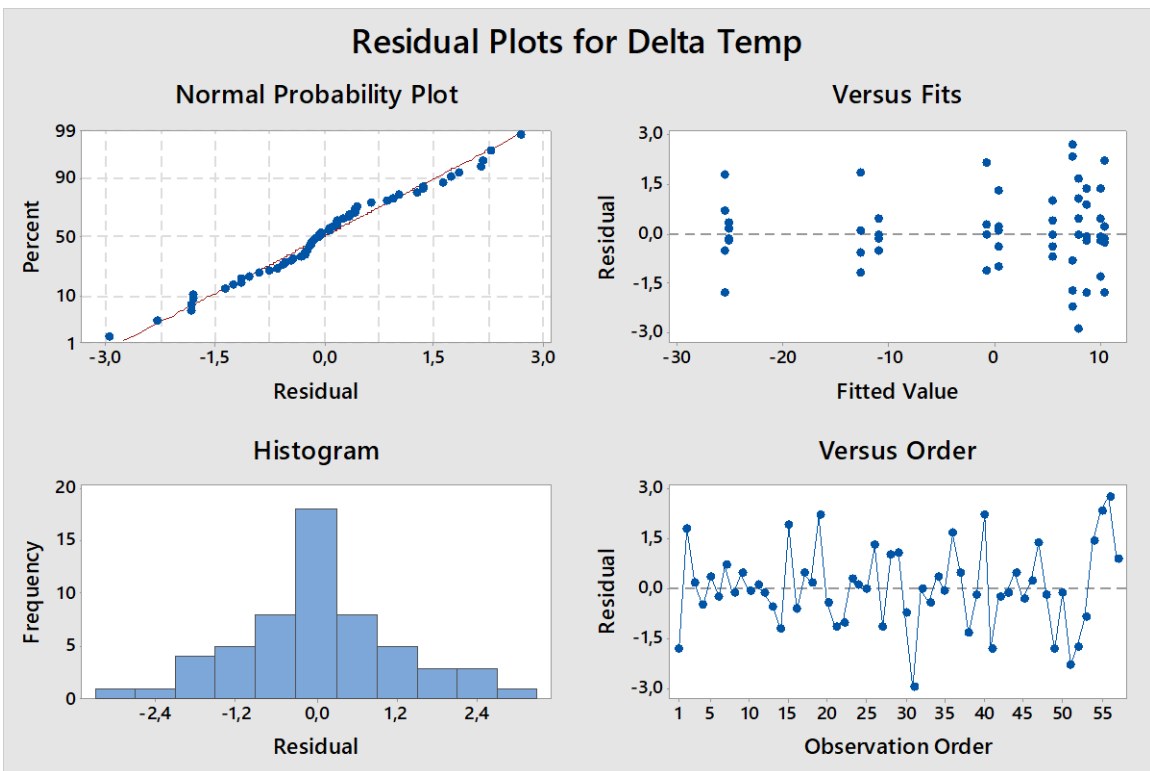 Residual Plots for Delta Temp
Normal Probability Plot
99
90
50
10
1
Percent
-3,0 -1,5 0,0 1,5 3,0
Residual
Versus Fits
3,0
1,5
0,0
-1,5
-3,0
Residual
-30 -20 -10 0 10
Fitted Value
Histogram
20
15
10
5
0
Frequency
-2,4 -1,2 0,0 1,2 2,4
Residual
Versus Order
3,0
1,5
0,0
-1,5
-3,0
Residual
1 5 10 15 20 25 30 35 40 45 50 55
Observation Order